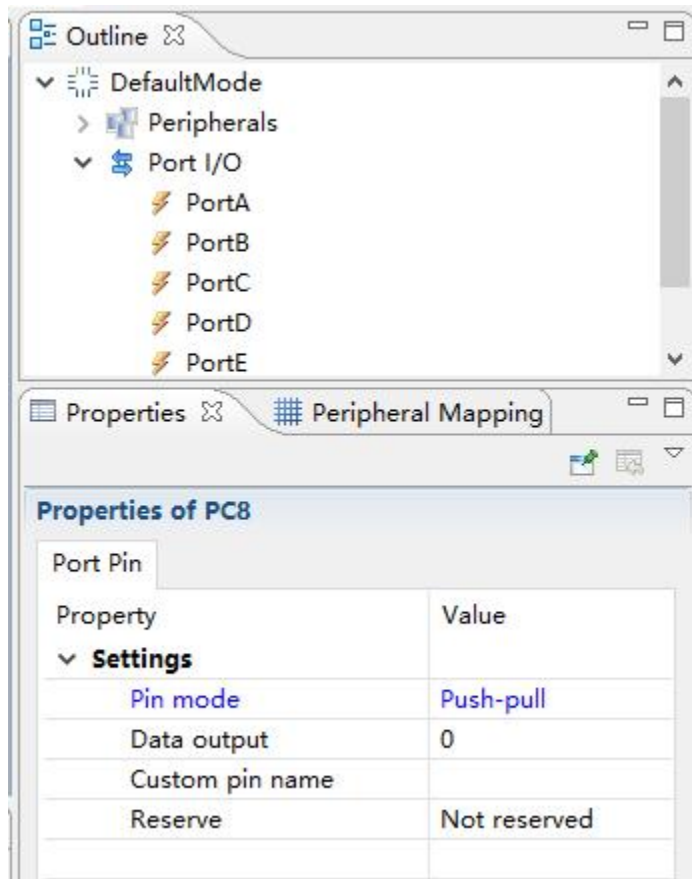 Outline
DefaultMode
Peripherals
Port I/O
PortA
PortB
PortC
PortD
PortE
Properties Peripheral Mapping
Properties of PC8
Port Pin
Property Value
Settings
Pin mode Push-pull
Data output 0
Custom pin name
Reserve Not reserved